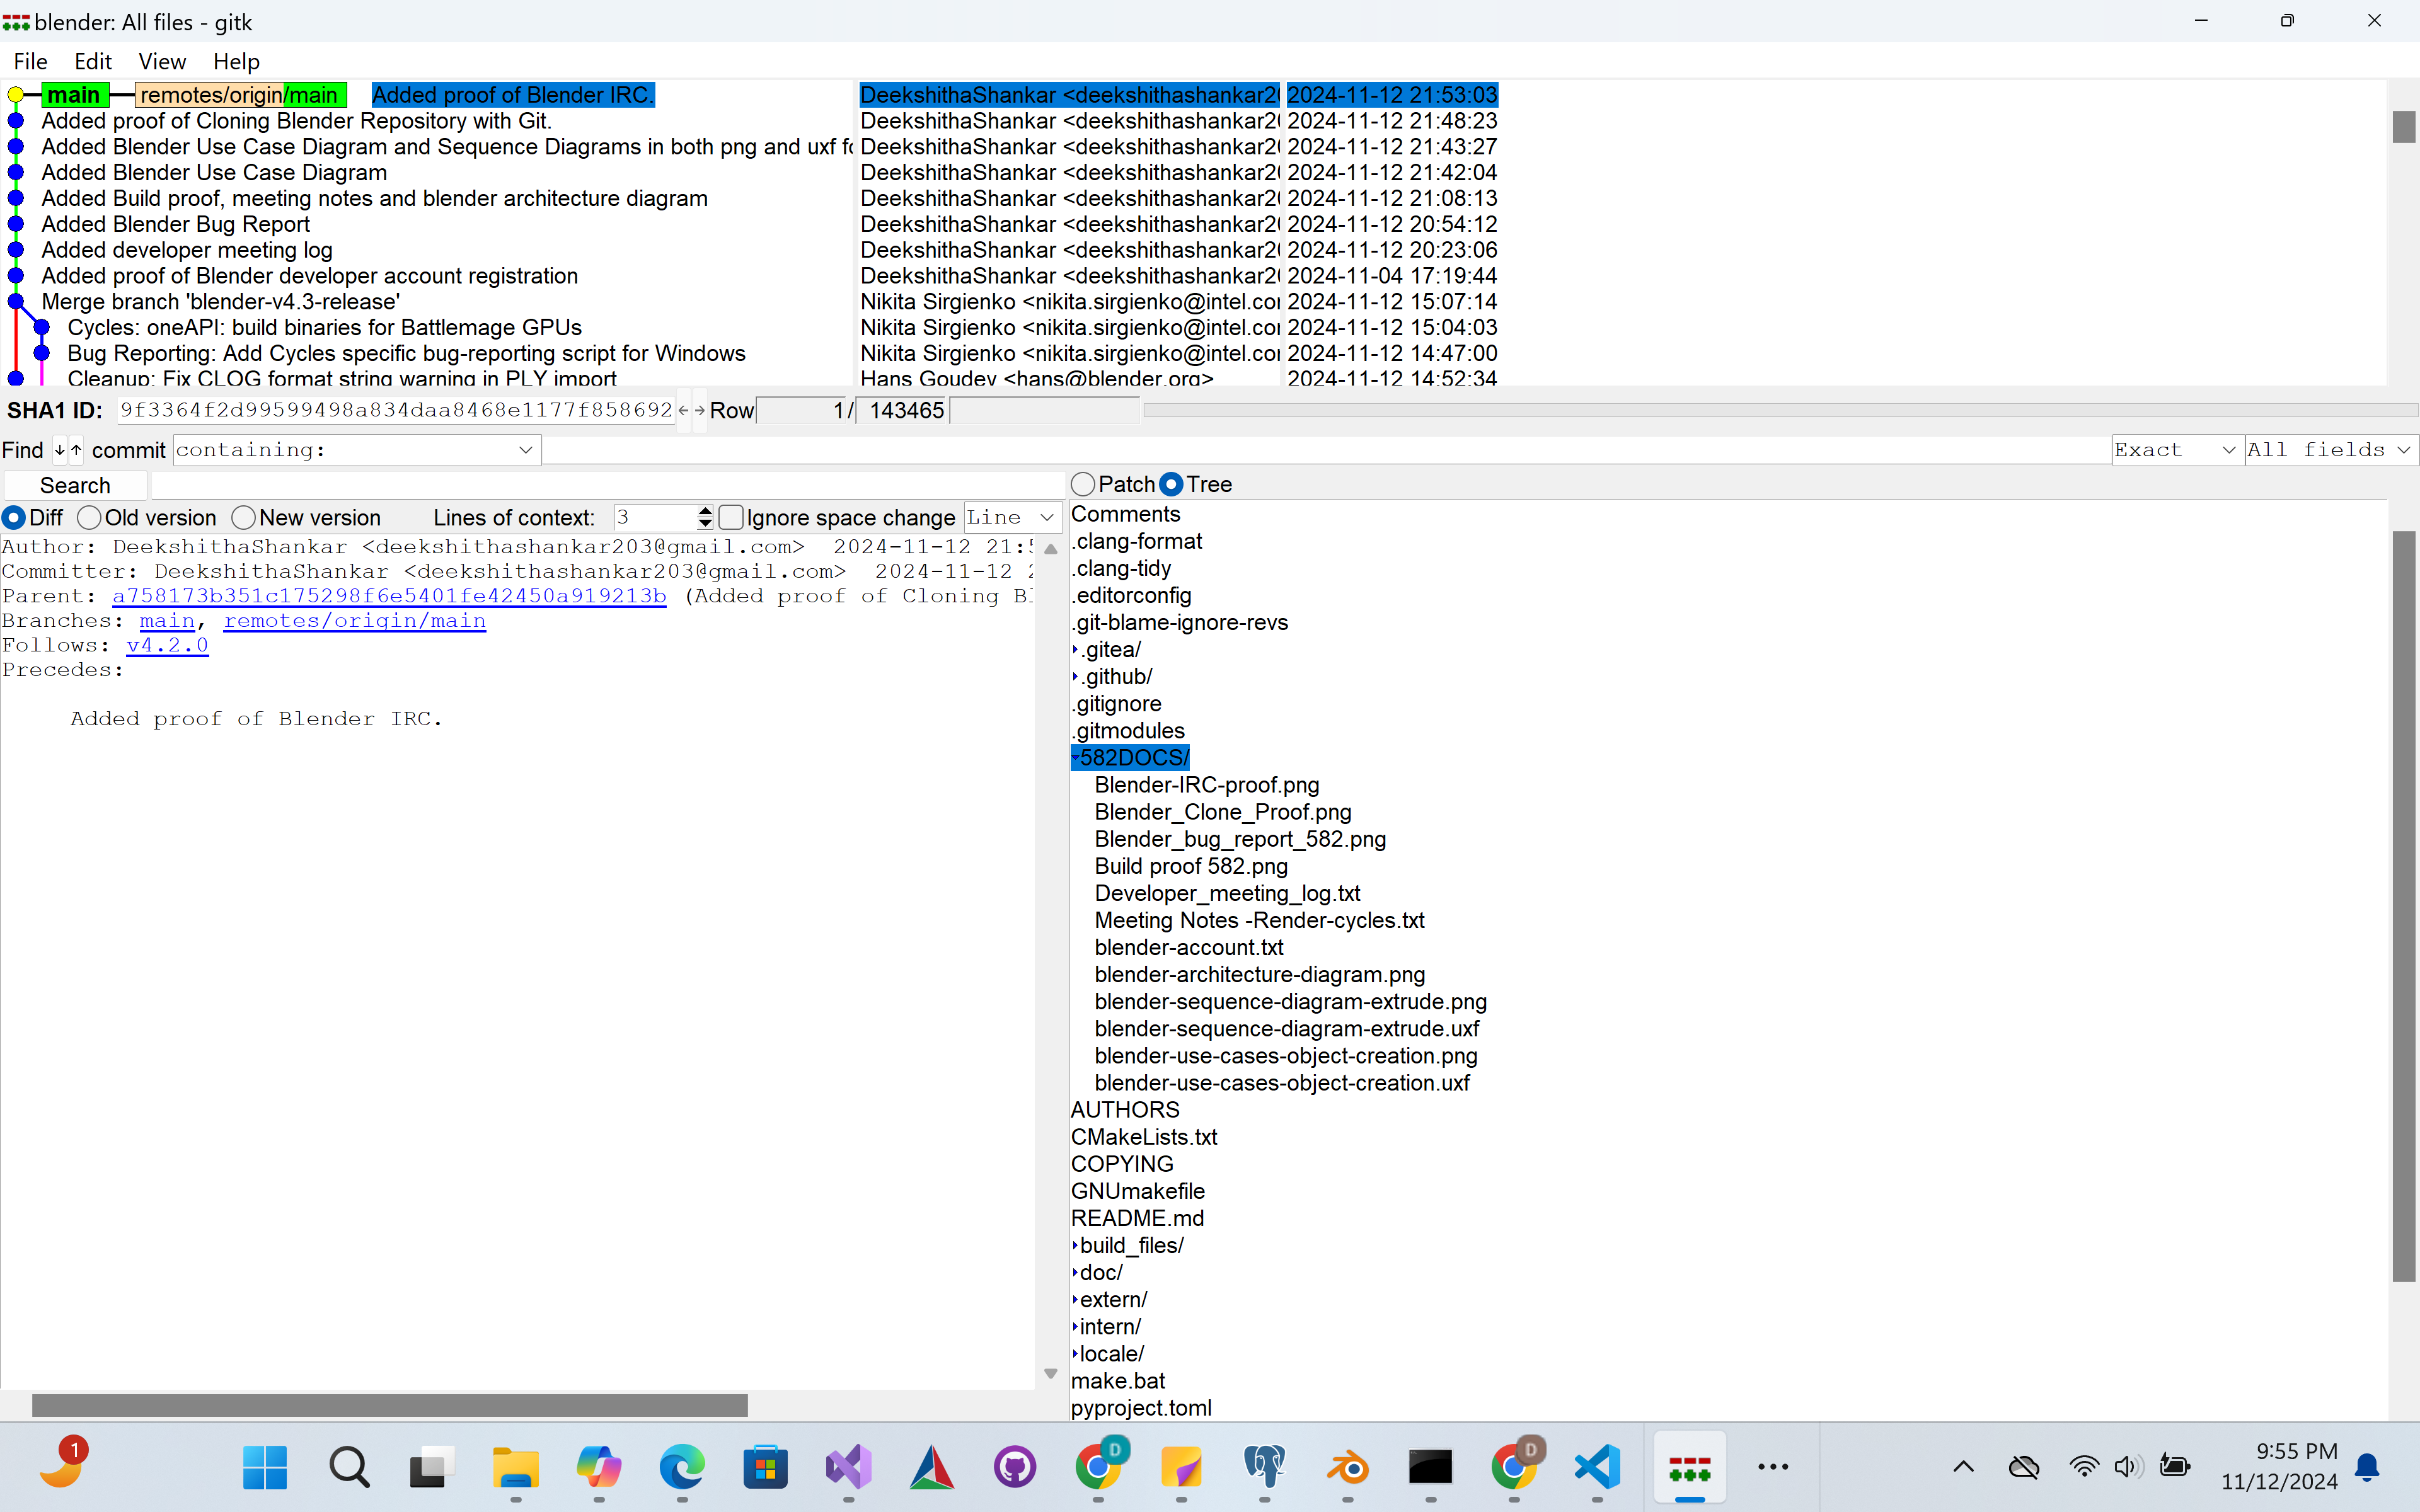 blender: All files - gitk
File Edit View Help
main remotes/origin/main Added proof of Blender IRC. DeekshithaShankar <deekshithashankar20 2024-11-12 21:53:03
Added proof of Cloning Blender Repository with Git. DeekshithaShankar <deekshithashankar20 2024-11-12 21:48:23
Added Blender Use Case Diagram and Sequence Diagrams in both png and uxf fo DeekshithaShankar <deekshithashankar20 2024-11-12 21:43:27
Added Blender Use Case Diagram DeekshithaShankar <deekshithashankar20 2024-11-12 21:42:04
Added Build proof, meeting notes and blender architecture diagram DeekshithaShankar <deekshithashankar20 2024-11-12 21:08:13
Added Blender Bug Report DeekshithaShankar <deekshithashankar20 2024-11-12 20:54:12
Added developer meeting log DeekshithaShankar <deekshithashankar20 2024-11-12 20:23:06
Added proof of Blender developer account registration DeekshithaShankar <deekshithashankar20 2024-11-04 17:19:44
Merge branch 'blender-v4.3-release' Nikita Sirgienko <nikita.sirgienko@intel.com 2024-11-12 15:07:14
Cycles: oneAPI: build binaries for Battlemage GPUs Nikita Sirgienko <nikita.sirgienko@intel.com 2024-11-12 15:04:03
Bug Reporting: Add Cycles specific bug-reporting script for Windows Nikita Sirgienko <nikita.sirgienko@intel.com 2024-11-12 14:47:00
Cleanup: Fix CLOG format string warning in PLY import Hans Goudey <hans@blender.org> 2024-11-12 14:52:34
SHA1 ID: 9f3364f2d99599498a834daa8468e1177f858692 ← → Row 1 / 143465
Find ↓ ↑ commit containing: Exact All fields
Search
Patch Tree
Diff Old version New version Lines of context: 3 Ignore space change Line
Author: DeekshithaShankar <deekshithashankar203@gmail.com> 2024-11-12 21:5
Committer: DeekshithaShankar <deekshithashankar203@gmail.com> 2024-11-12 2
Parent: a758173b351c175298f6e5401fe42450a919213b (Added proof of Cloning Bl
Branches: main, remotes/origin/main
Follows: v4.2.0
Precedes:
Added proof of Blender IRC.
Comments
.clang-format
.clang-tidy
.editorconfig
.git-blame-ignore-revs
.gitea/
.github/
.gitignore
.gitmodules
582DOCS/
Blender-IRC-proof.png
Blender_Clone_Proof.png
Blender_bug_report_582.png
Build proof 582.png
Developer_meeting_log.txt
Meeting Notes -Render-cycles.txt
blender-account.txt
blender-architecture-diagram.png
blender-sequence-diagram-extrude.png
blender-sequence-diagram-extrude.uxf
blender-use-cases-object-creation.png
blender-use-cases-object-creation.uxf
AUTHORS
CMakeLists.txt
COPYING
GNUmakefile
README.md
build_files/
doc/
extern/
intern/
locale/
make.bat
pyproject.toml
1
D
D
9:55 PM
11/12/2024